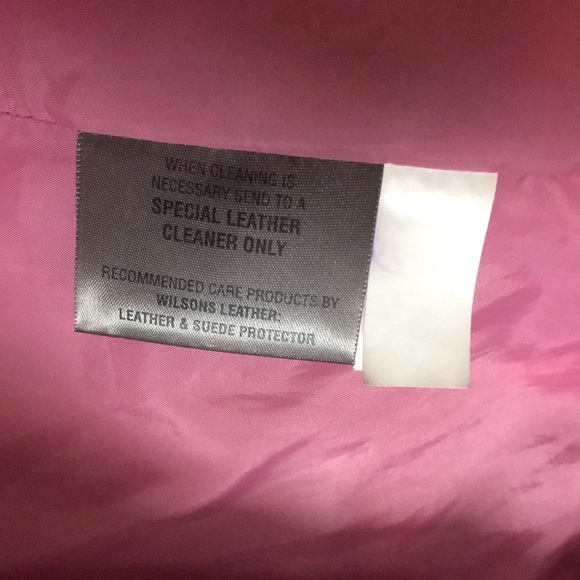 WHEN CLEANING IS
NECESSARY SEND TO A
SPECIAL LEATHER
CLEANER ONLY
RECOMMENDED CARE PRODUCTS BY
WILSONS LEATHER:
LEATHER & SUEDE PROTECTOR